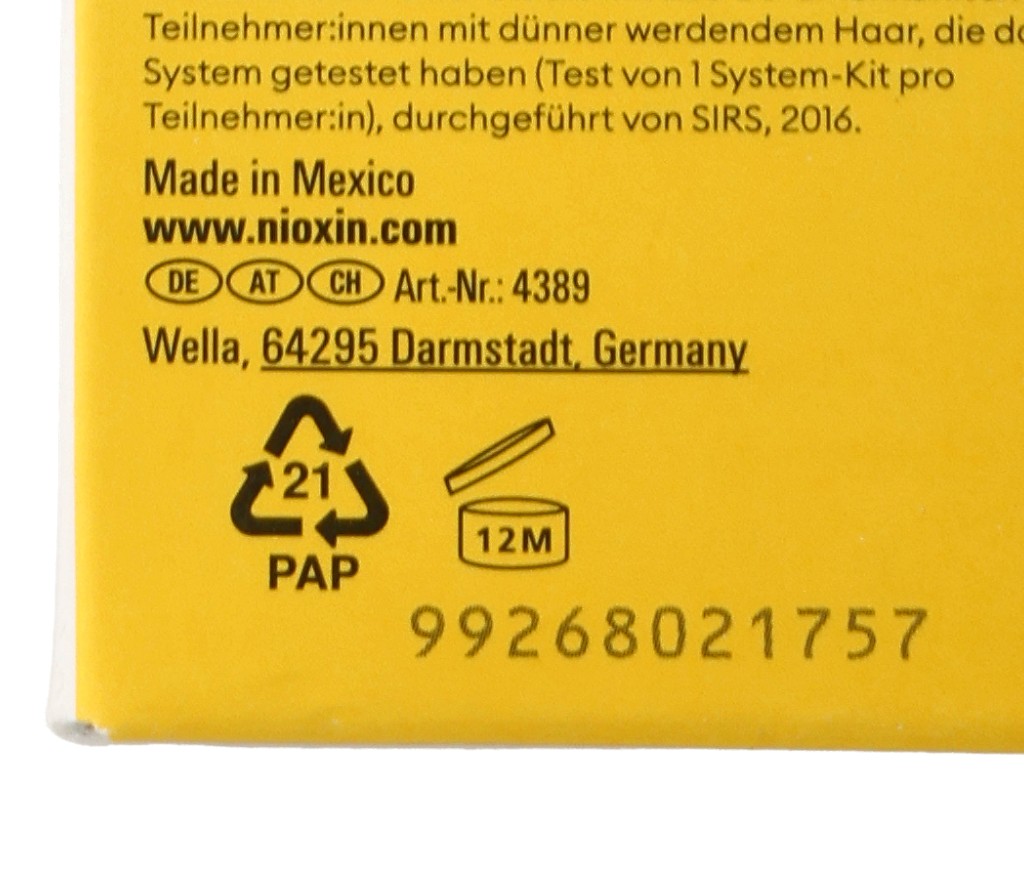 Teilnehmer:innen mit dünner werdendem Haar, die
System getestet haben (Test von 1 System-Kit pro
Teilnehmer:in), durchgeführt von SIRS, 2016.
Made in Mexico
www.nioxin.com
DE AT CH Art.-Nr.: 4389
Wella, 64295 Darmstadt, Germany
21
PAP
12M
99268021757